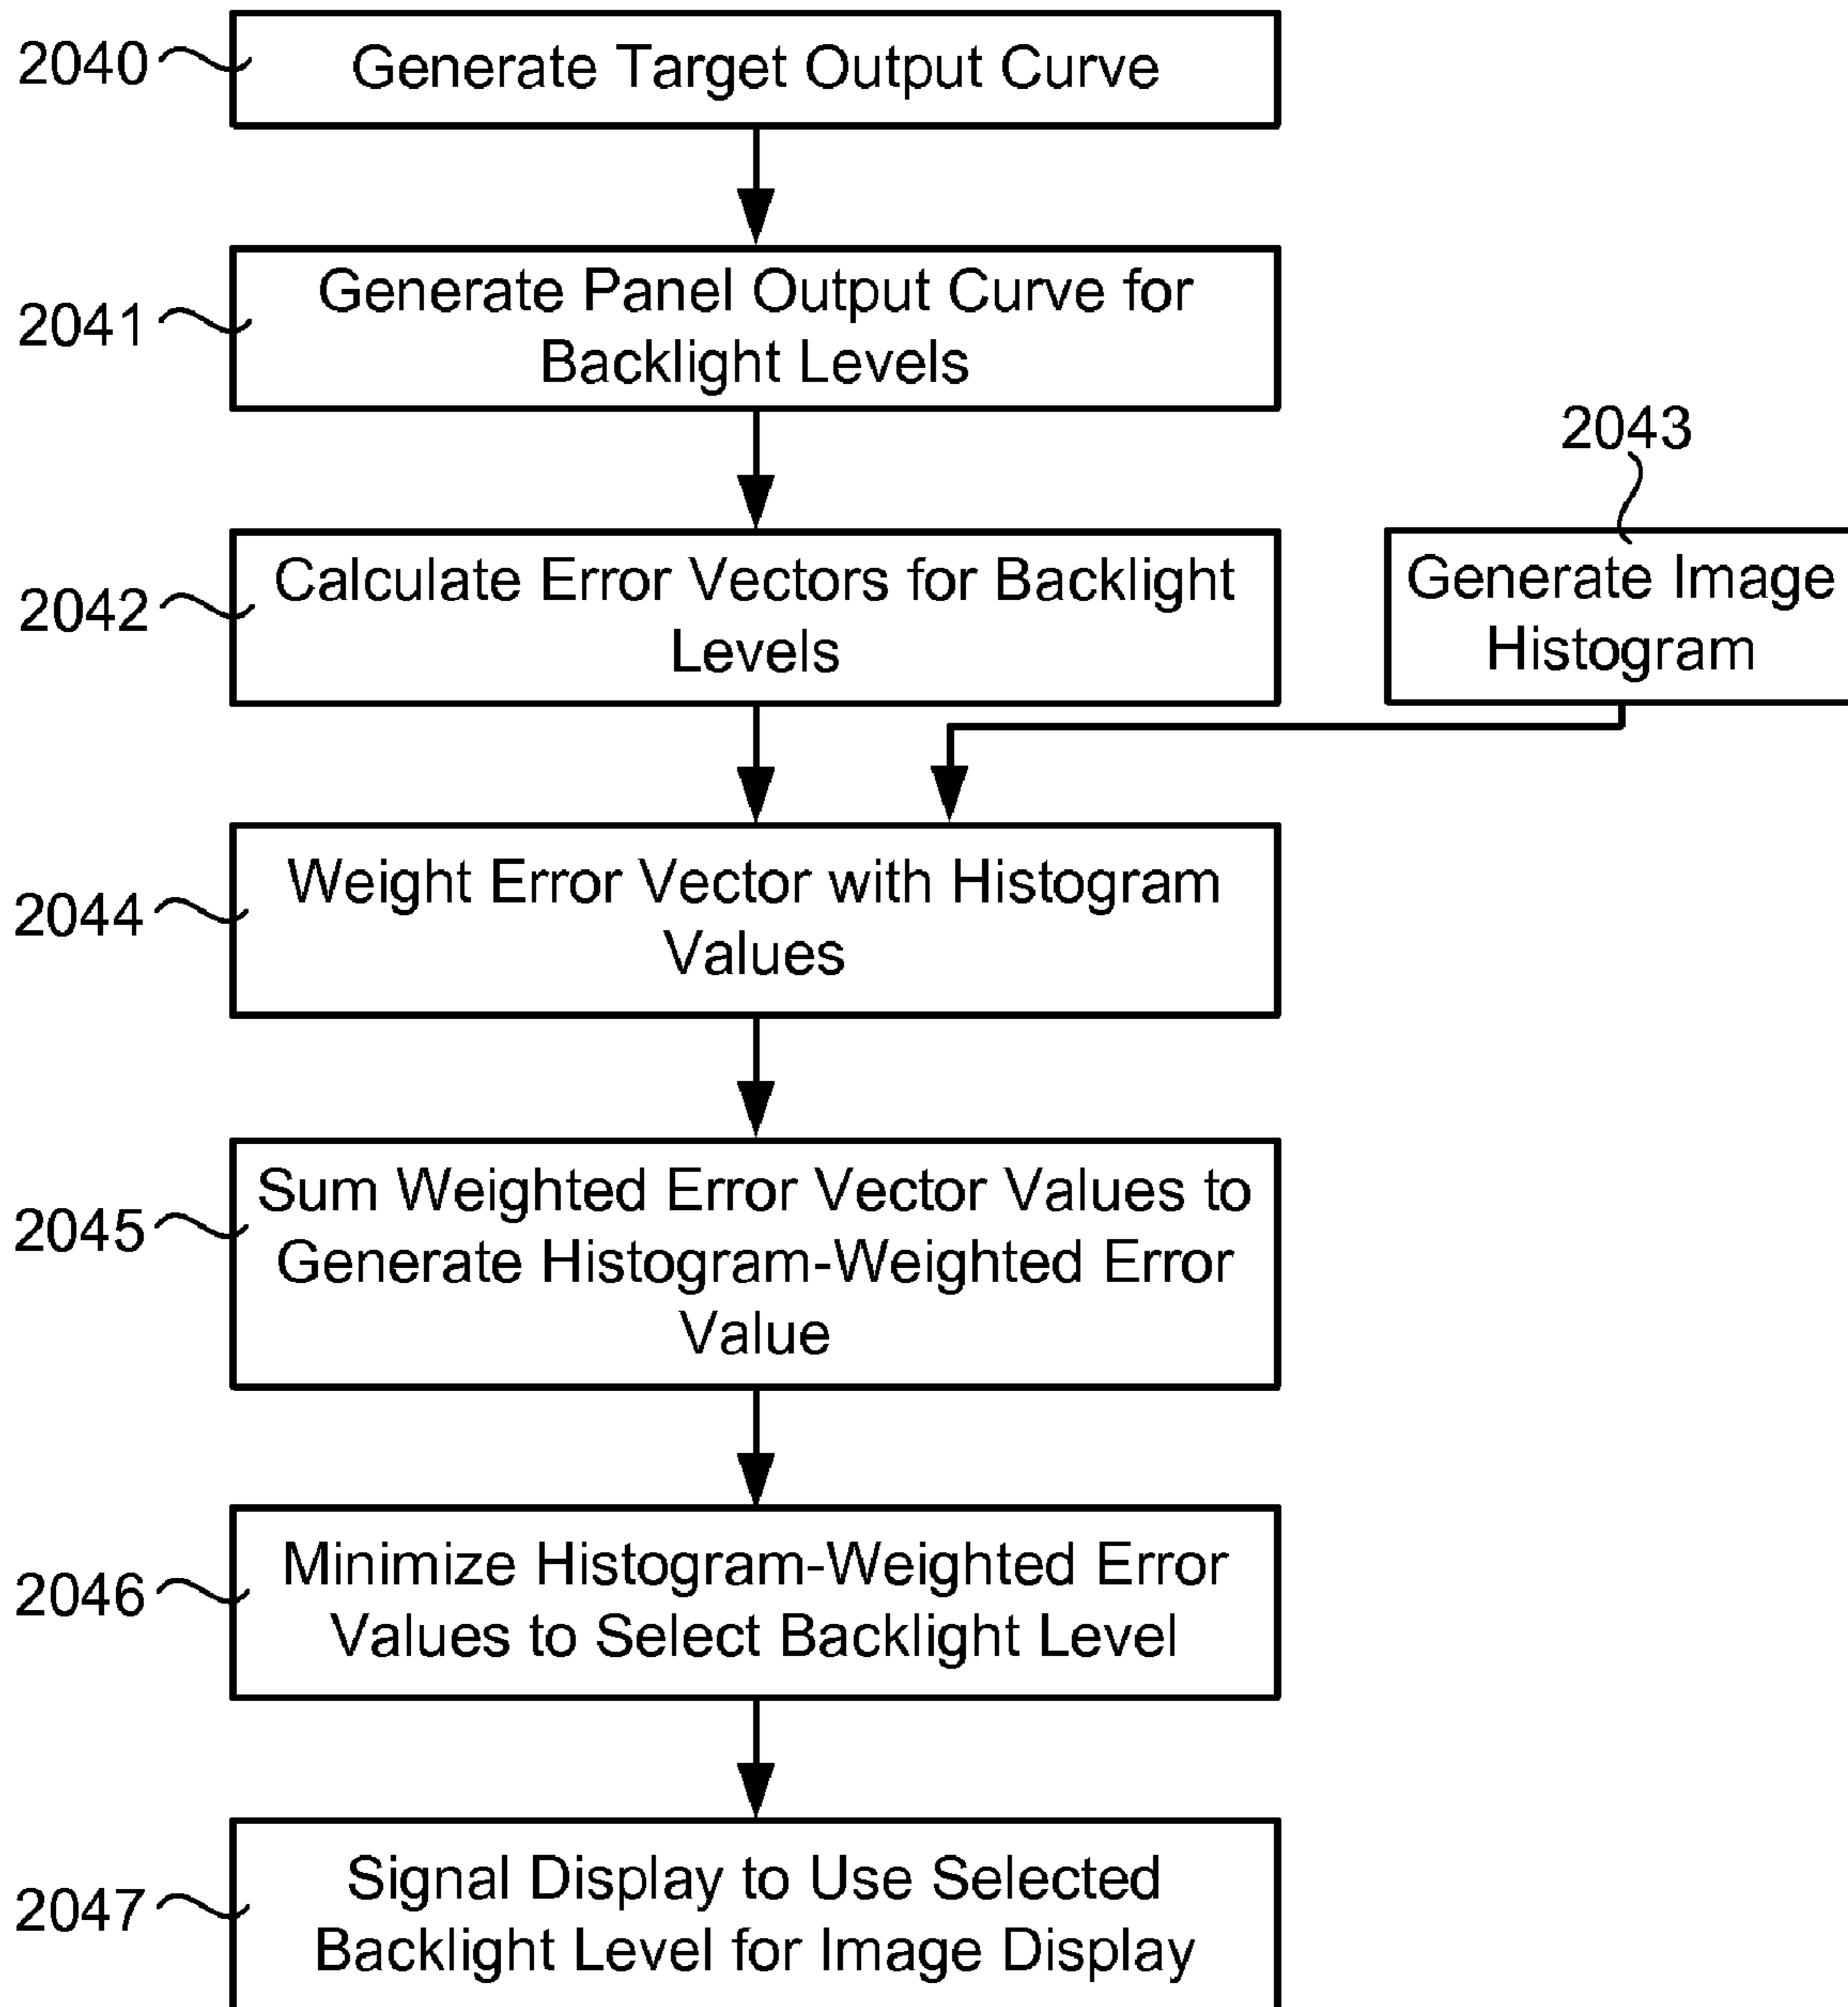 2040
Generate Target Output Curve
2041
Generate Panel Output Curve for
Backlight Levels
2042
Calculate Error Vectors for Backlight
Levels
2043
Generate Image
Histogram
2044
Weight Error Vector with Histogram
Values
2045
Sum Weighted Error Vector Values to
Generate Histogram-Weighted Error
Value
2046
Minimize Histogram-Weighted Error
Values to Select Backlight Level
2047
Signal Display to Use Selected
Backlight Level for Image Display